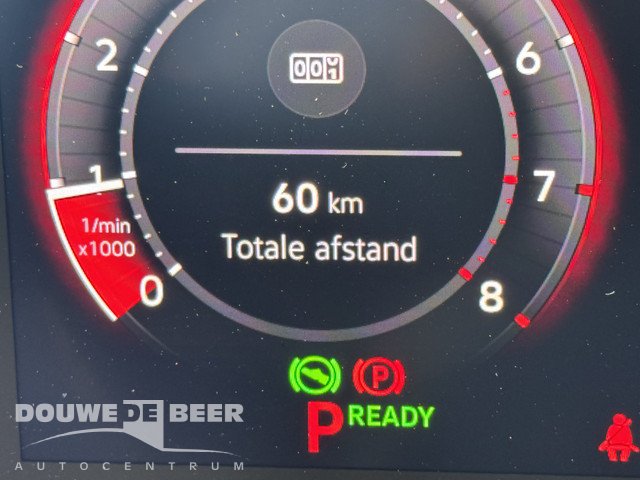 2
6
1
7
1/min
x1000
0
8
60 km
Totale afstand
P
P READY
DOUWE DE BEER
AUTOCENTRUM